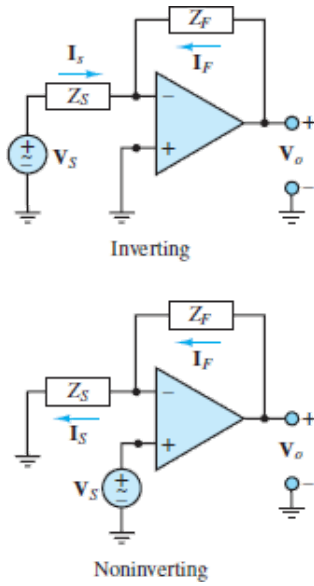 Z_F
I_s
I_F
Z_S
−
+
+
V_S
+
~
−
V_o
−
Inverting
Z_F
Z_S
I_F
−
I_S
+
+
V_S
+
~
−
V_o
−
Noninverting